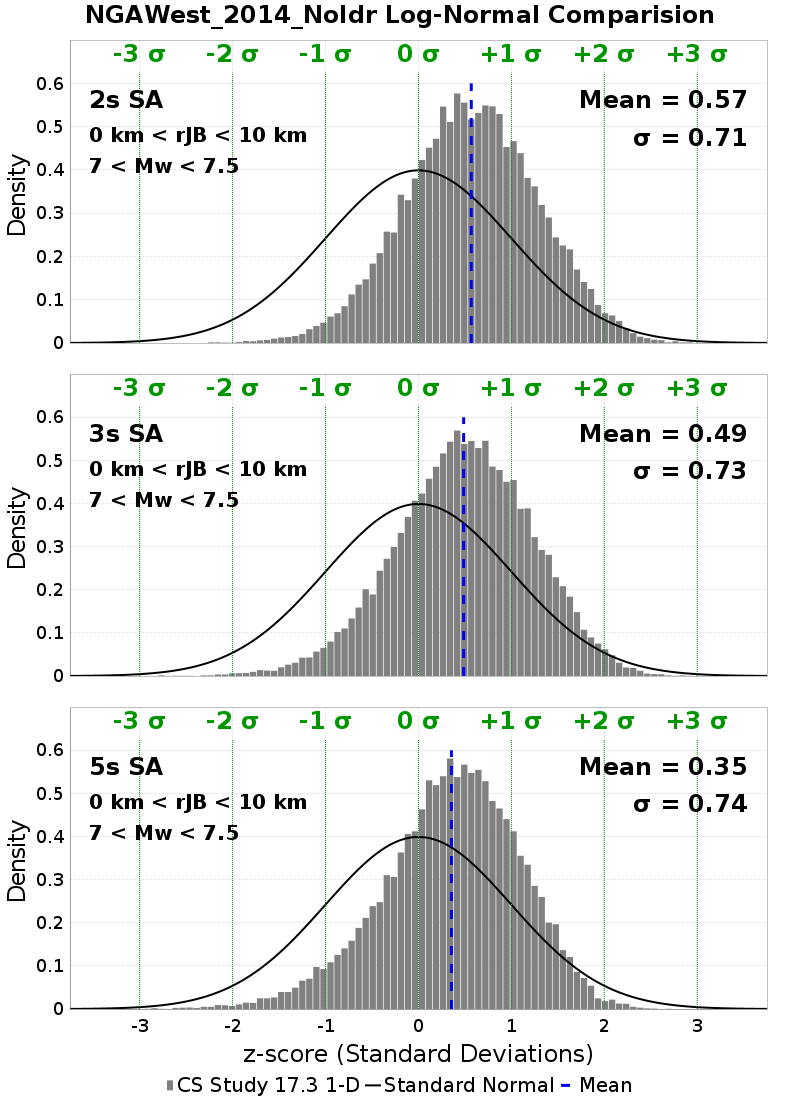 NGAWest_2014_NoIdr Log-Normal Comparision
-3 σ -2 σ -1 σ 0 σ +1 σ +2 σ +3 σ
2s SA
Mean = 0.57
0 km < rJB < 10 km
σ = 0.71
7 < Mw < 7.5
0.6
0.5
0.4
0.3
0.2
0.1
0
Density
-3 σ -2 σ -1 σ 0 σ +1 σ +2 σ +3 σ
3s SA
Mean = 0.49
0 km < rJB < 10 km
σ = 0.73
7 < Mw < 7.5
0.6
0.5
0.4
0.3
0.2
0.1
0
Density
-3 σ -2 σ -1 σ 0 σ +1 σ +2 σ +3 σ
5s SA
Mean = 0.35
0 km < rJB < 10 km
σ = 0.74
7 < Mw < 7.5
0.6
0.5
0.4
0.3
0.2
0.1
0
Density
-3 -2 -1 0 1 2 3
z-score (Standard Deviations)
CS Study 17.3 1-D Standard Normal Mean